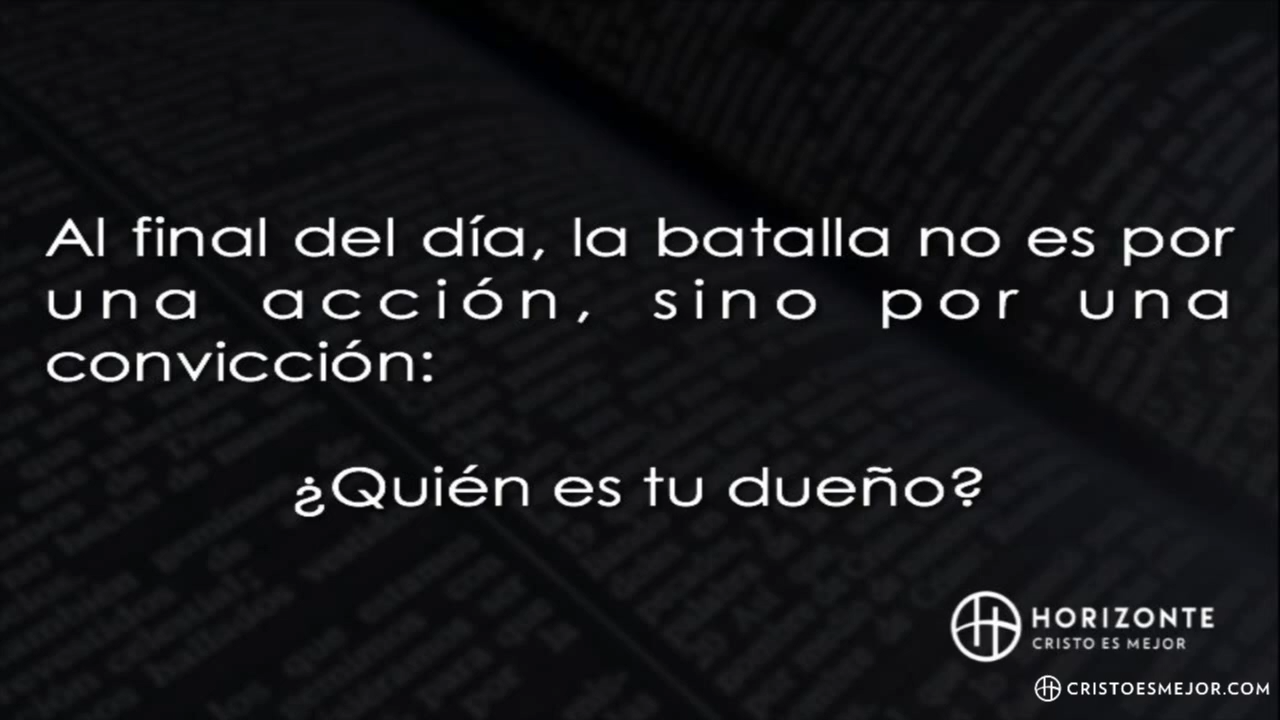 Al final del día, la batalla no es por
una acción, sino por una
convicción:
¿Quién es tu dueño?
HORIZONTE
CRISTO ES MEJOR
CRISTOESMEJOR.COM